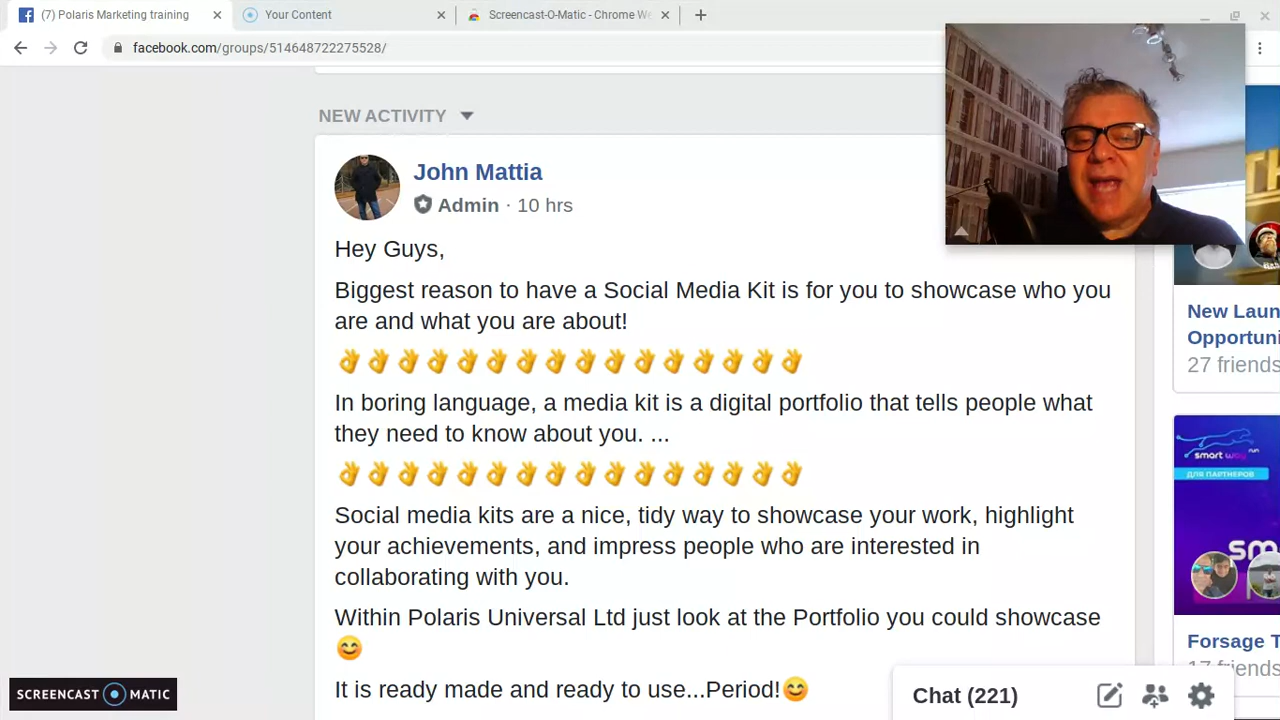 (7) Polaris Marketing training
Your Content
Screencast-O-Matic - Chrome We
facebook.com/groups/514648722275528/
NEW ACTIVITY
John Mattia
Admin · 10 hrs
Hey Guys,
Biggest reason to have a Social Media Kit is for you to showcase who you
are and what you are about!
👌👌👌👌👌👌👌👌👌👌👌👌👌👌👌👌
In boring language, a media kit is a digital portfolio that tells people what
they need to know about you. ...
👌👌👌👌👌👌👌👌👌👌👌👌👌👌👌👌
Social media kits are a nice, tidy way to showcase your work, highlight
your achievements, and impress people who are interested in
collaborating with you.
Within Polaris Universal Ltd just look at the Portfolio you could showcase
😊
It is ready made and ready to use...Period!😊
New Laun
Opportuni
27 friends
smart way run
ДЛЯ ПАРТНЕРОВ
sm
Forsage T
17 friends
Chat (221)
SCREENCAST MATIC